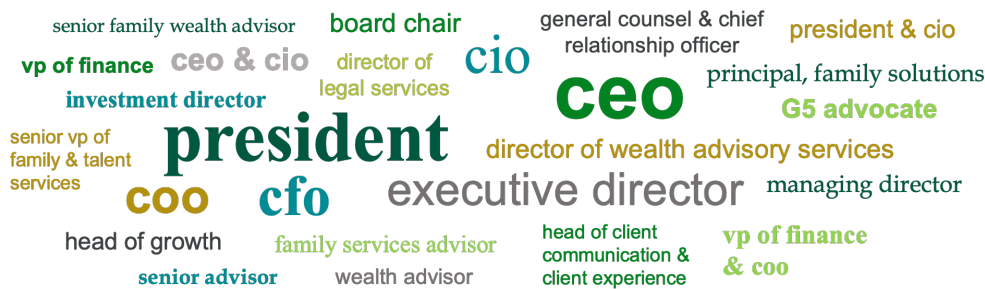 senior family wealth advisor
board chair
general counsel & chief
relationship officer
president & cio
vp of finance
ceo & cio
director of
legal services
cio
principal, family solutions
investment director
ceo
G5 advocate
president
senior vp of
family & talent
services
director of wealth advisory services
coo
cfo
executive director
managing director
head of growth
family services advisor
head of client
communication &
client experience
vp of finance
& coo
senior advisor
wealth advisor